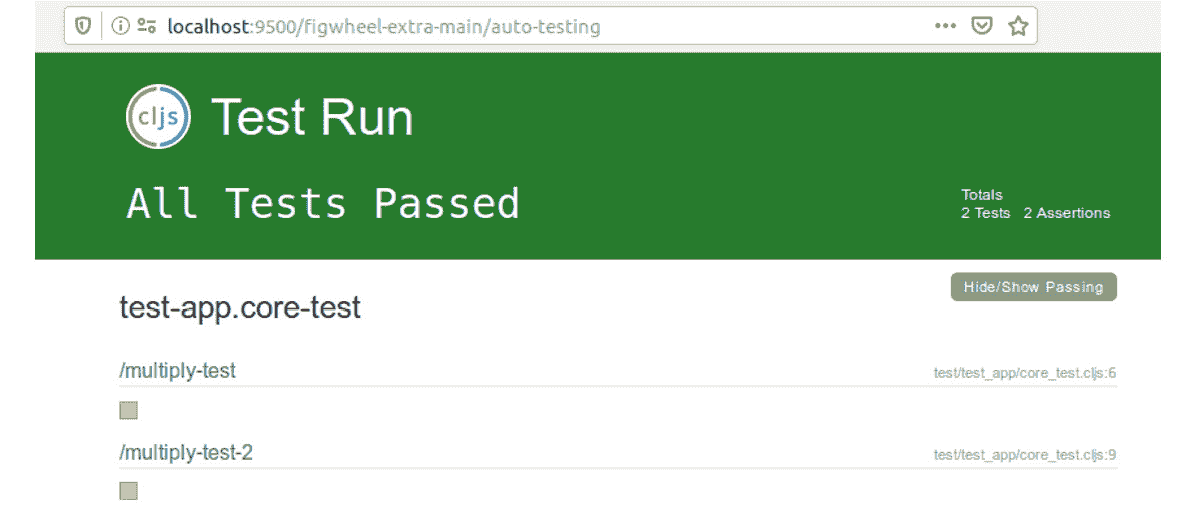 localhost:9500/figwheel-extra-main/auto-testing
cljs Test Run
All Tests Passed
Totals
2 Tests 2 Assertions
Hide/Show Passing
test-app.core-test
/multiply-test test/test_app/core_test.cljs:6
/multiply-test-2 test/test_app/core_test.cljs:9